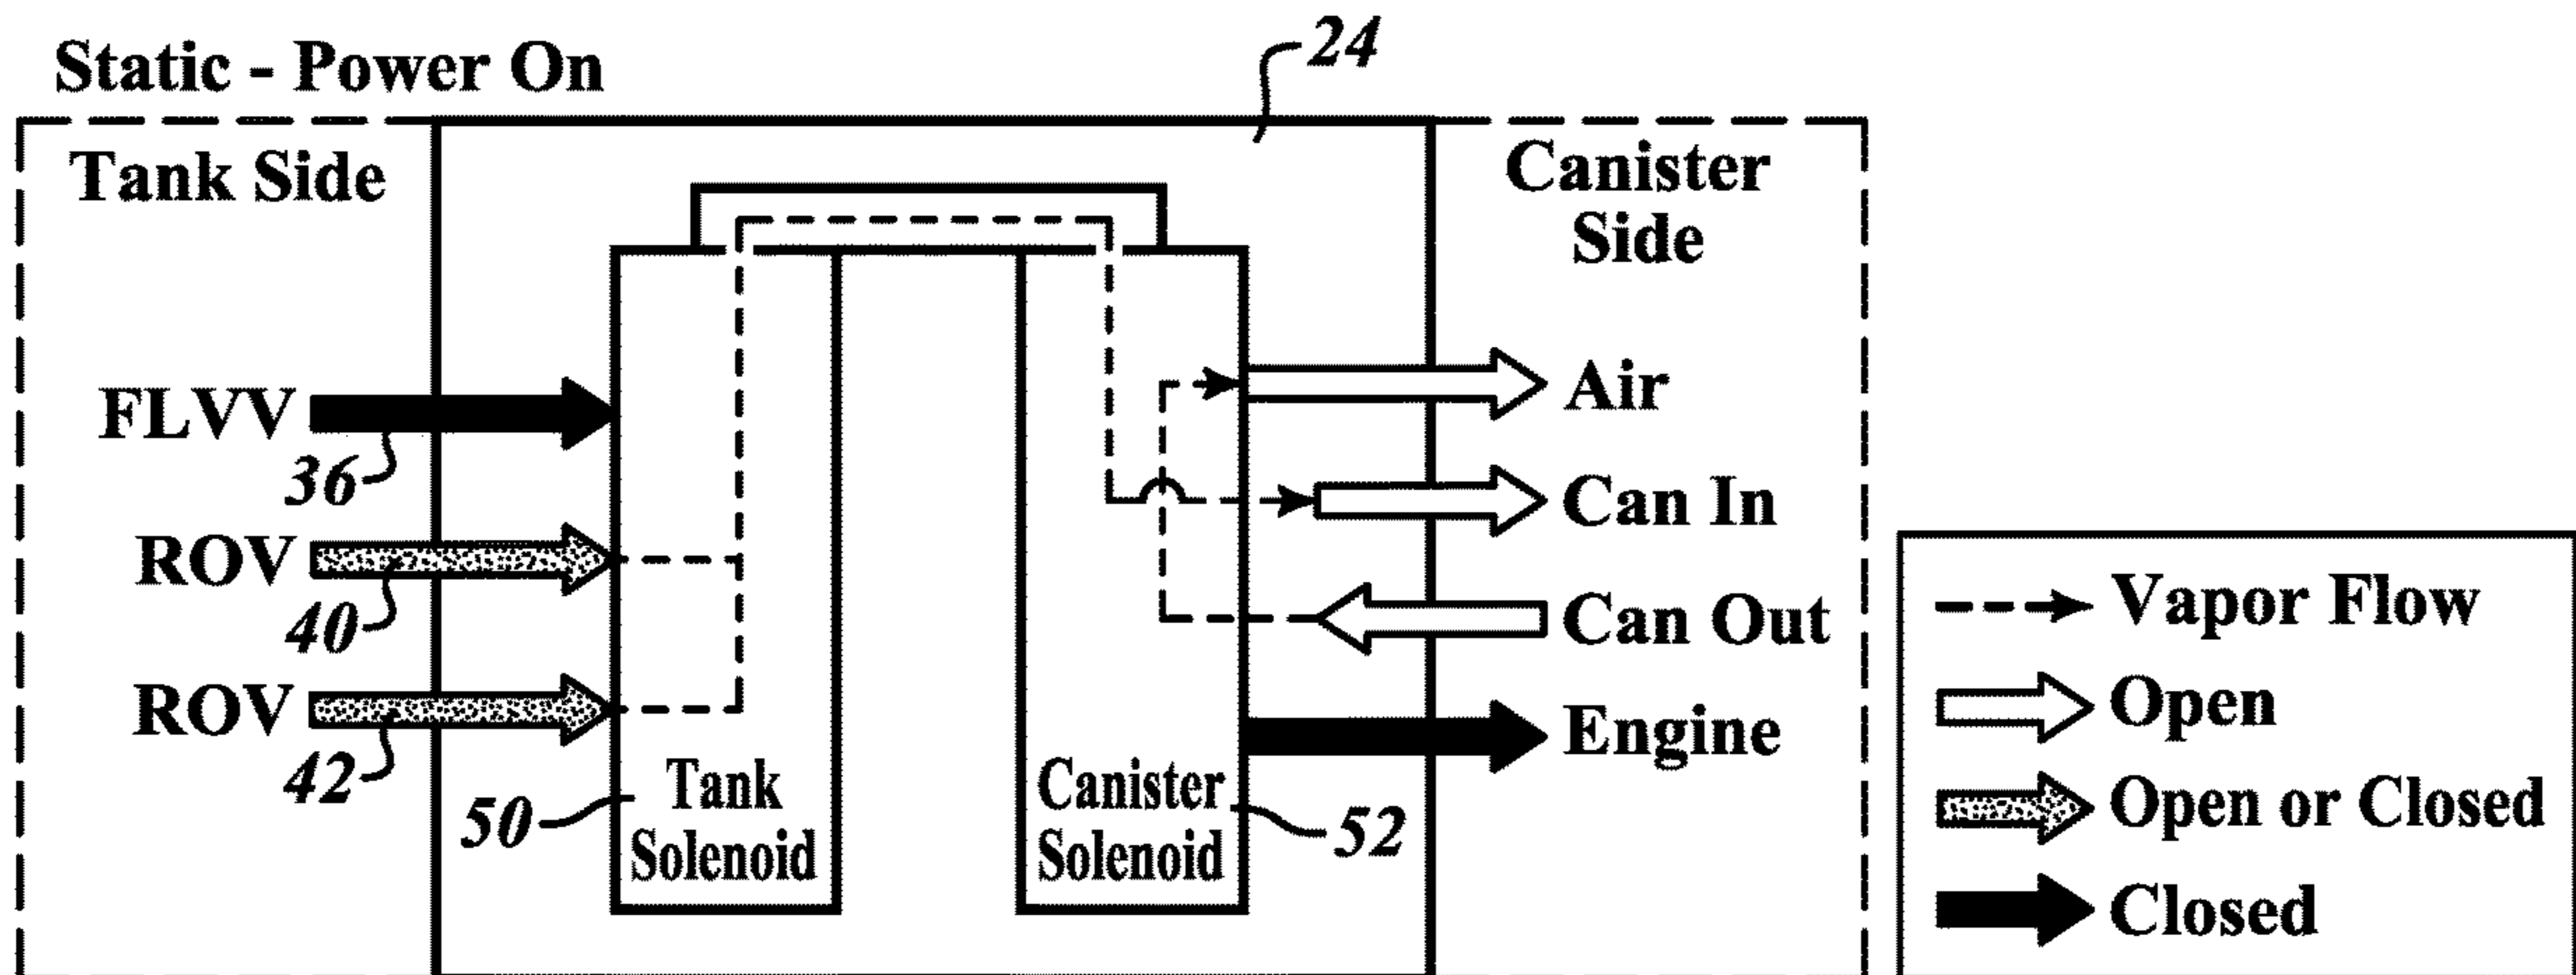 Static - Power On
24
Tank Side
Canister
Side
FLVV
36
ROV
40
ROV
42
50
Tank
Solenoid
Canister
Solenoid
52
Air
Can In
Can Out
Engine
Vapor Flow
Open
Open or Closed
Closed